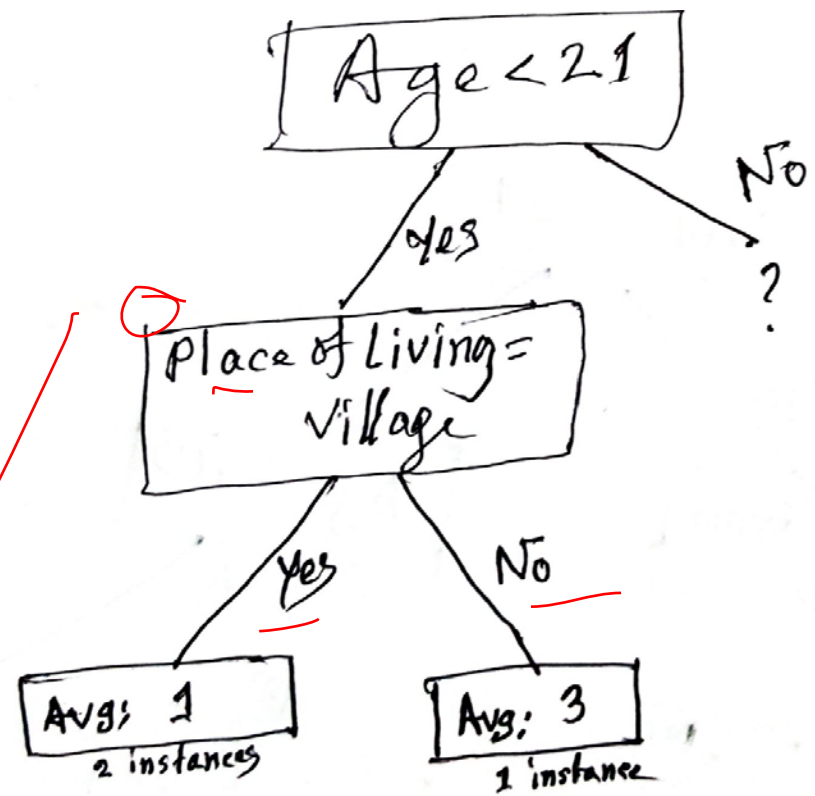 Age < 21
Yes
No
?
Place of Living =
Village
Yes
No
Avg: 1
2 instances
Avg: 3
1 instance